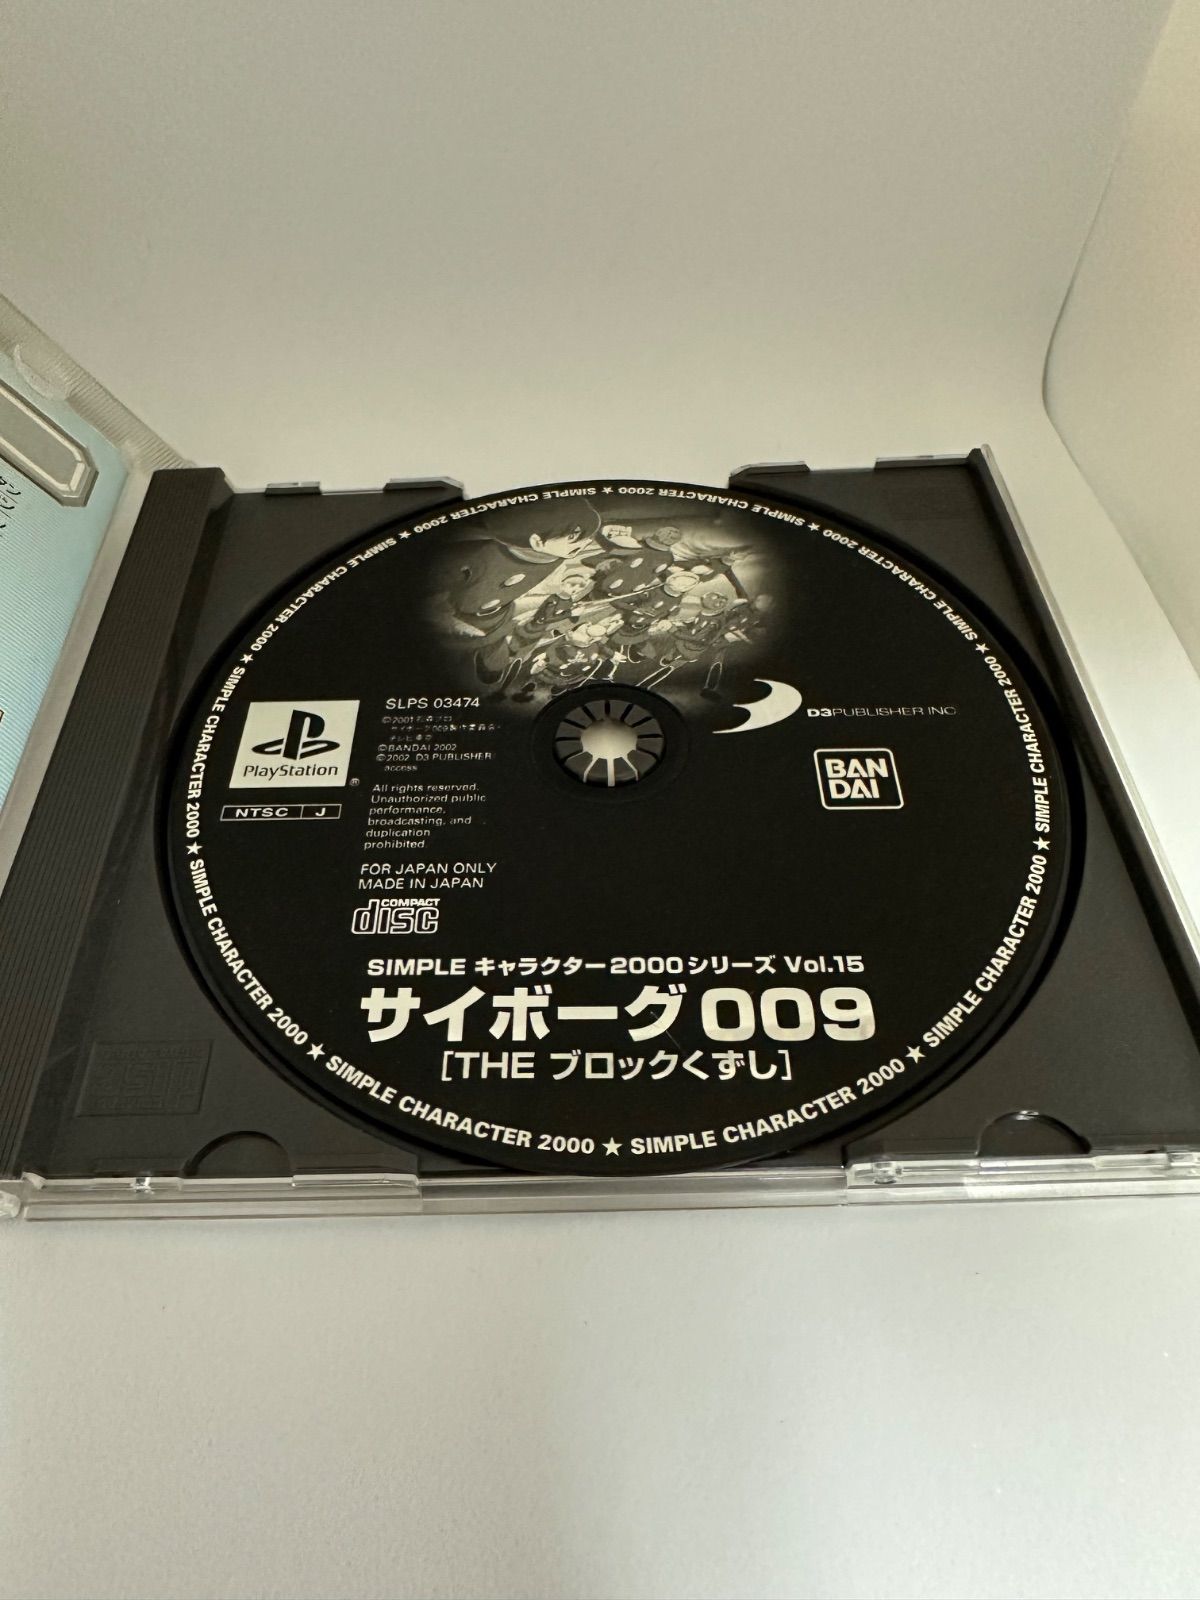 SIMPLE CHARACTER 2000 ★ SIMPLE CHARACTER 2000 ★ SIMPLE CHARACTER 2000 ★ SIMPLE CHARACTER 2000 ★ SIMPLE CHARACTER 2000 ★ SIMPLE CHARACTER 2000 ★ SIMPLE CHARACTER 2000 ★ SIMPLE CHARACTER 2000 ★
PlayStation
®
NTSC J
SLPS 03474
©2001
©BANDAI 2002
©2002 D3 PUBLISHER
access
All rights reserved.
Unauthorized public
performance,
broadcasting, and
duplication
prohibited.
FOR JAPAN ONLY
MADE IN JAPAN
COMPACT
disc
D3PUBLISHER INC
BAN
DAI
SIMPLE キャラクター2000シリーズ Vol.15
サイボーグ009
[THE ブロックくずし]